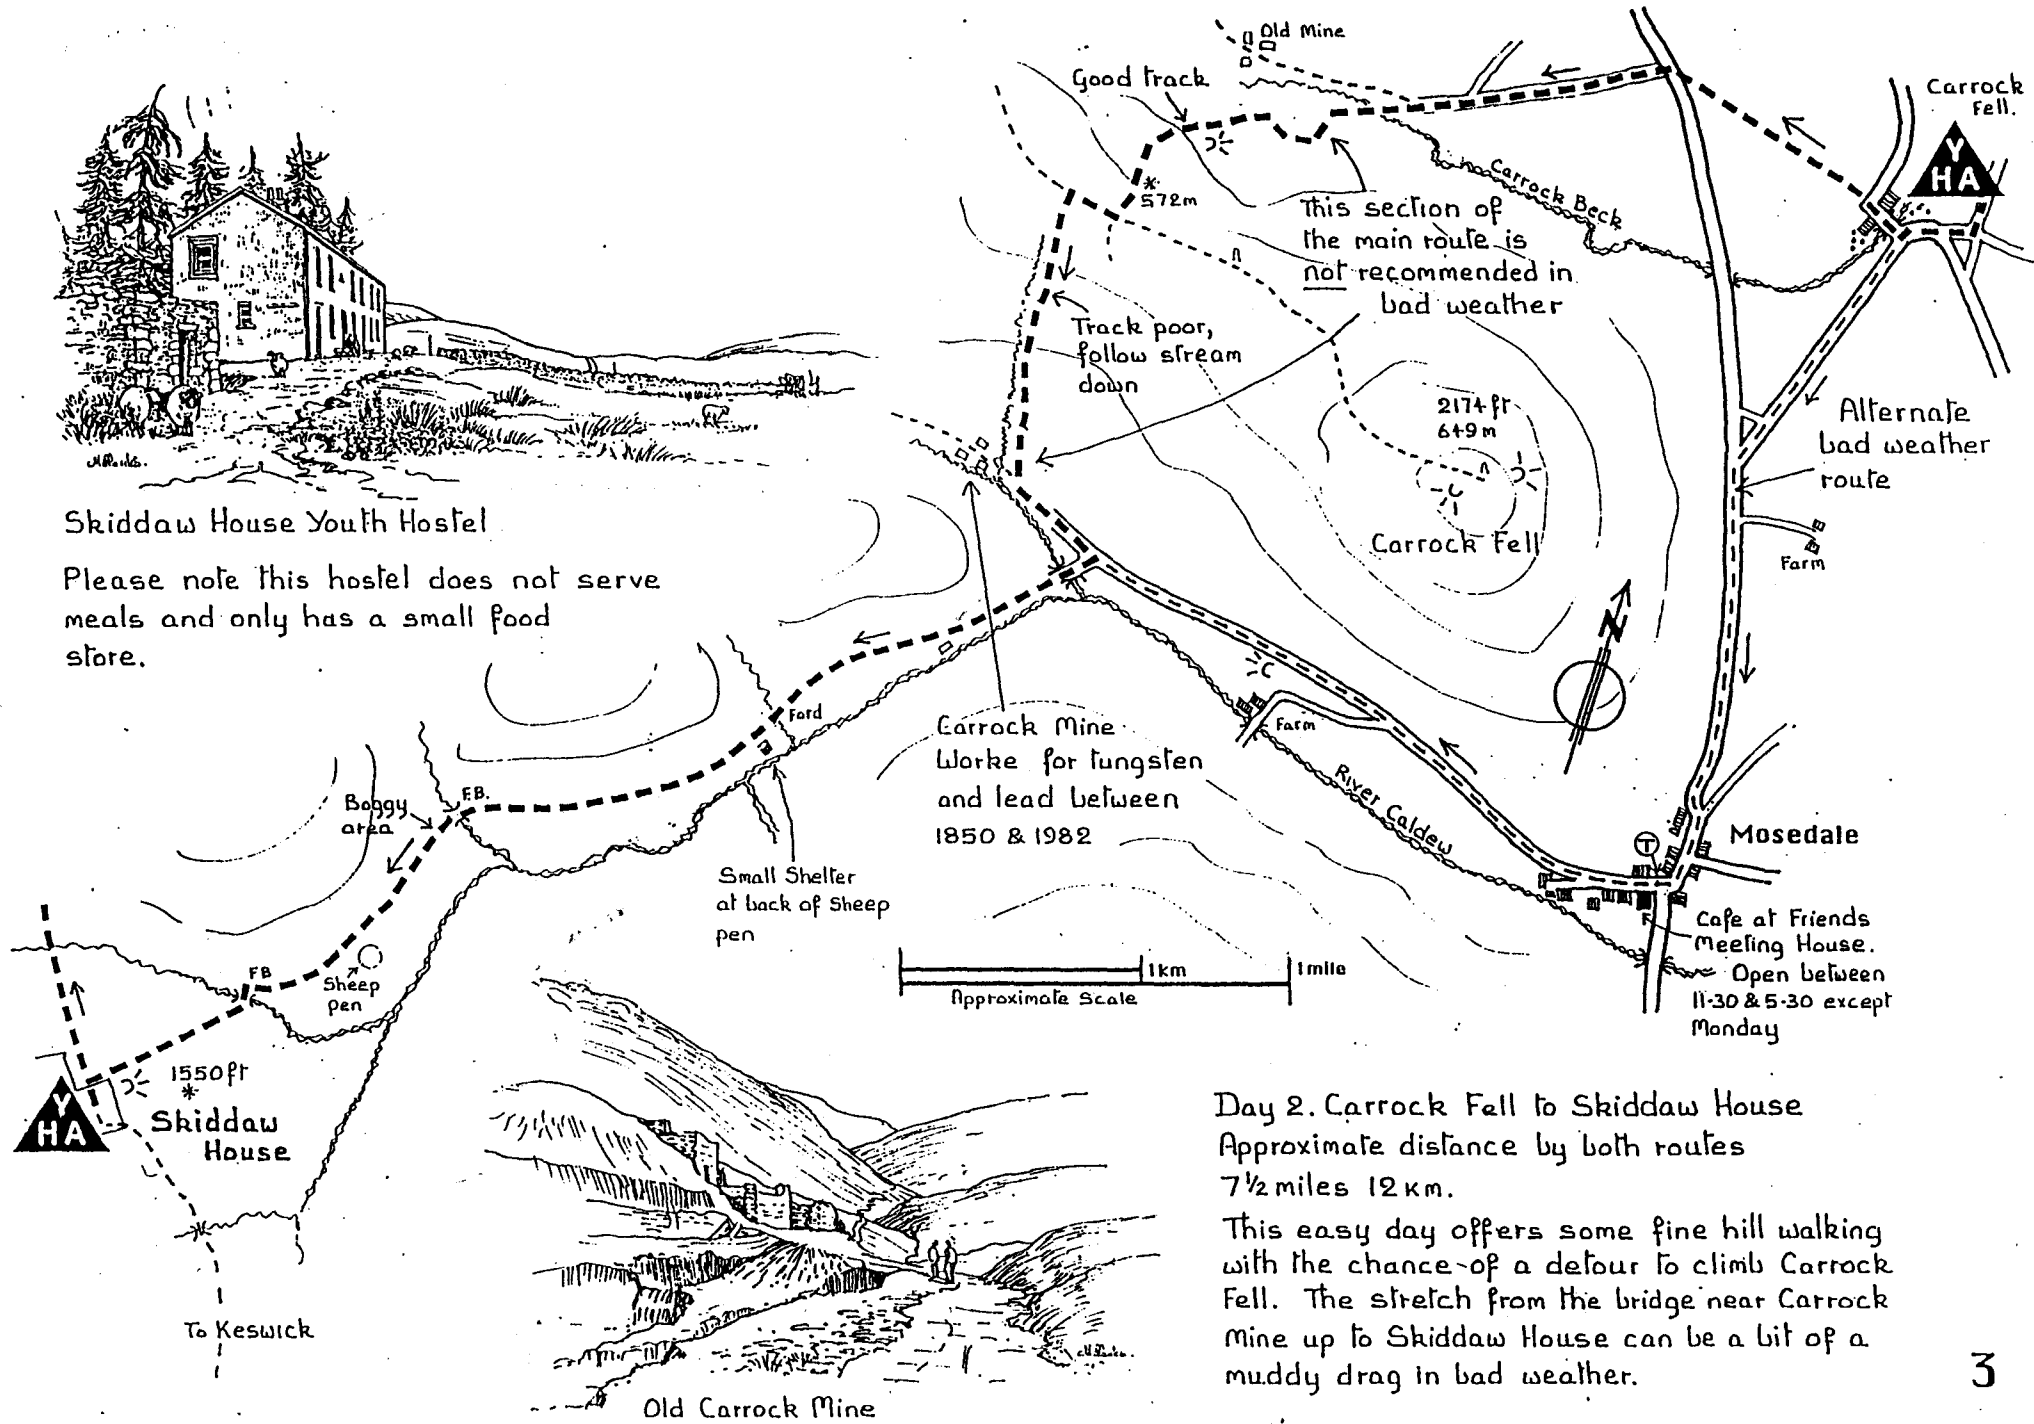 Old Mine
Good track
Carrock
Fell.
Y
HA
Carrock Beck
572m
This section of
the main route is
not recommended in
bad weather
Track poor,
follow stream
down
2174 ft
649 m
Carrock Fell
Alternate
bad weather
route
Farm
Skiddaw House Youth Hostel
Please note this hostel does not serve
meals and only has a small food
store.
N
Ford
Farm
Carrock Mine
Worke for tungsten
and lead between
1850 & 1982
River Caldew
F.B.
Boggy
area
T
Mosedale
Small Shelter
at back of Sheep
pen
Cafe at Friends
Meeting House.
Open between
11-30 & 5-30 except
Monday
FB
Sheep
pen
1 km
1 mile
Approximate Scale
1550 ft
Skiddaw
House
Y
HA
To Keswick
Old Carrock Mine
Day 2. Carrock Fell to Skiddaw House
Approximate distance by both routes
7½ miles 12 Km.
This easy day offers some fine hill walking
with the chance-of a detour to climb Carrock
Fell. The stretch from the bridge near Carrock
Mine up to Skiddaw House can be a bit of a
muddy drag in bad weather.
3